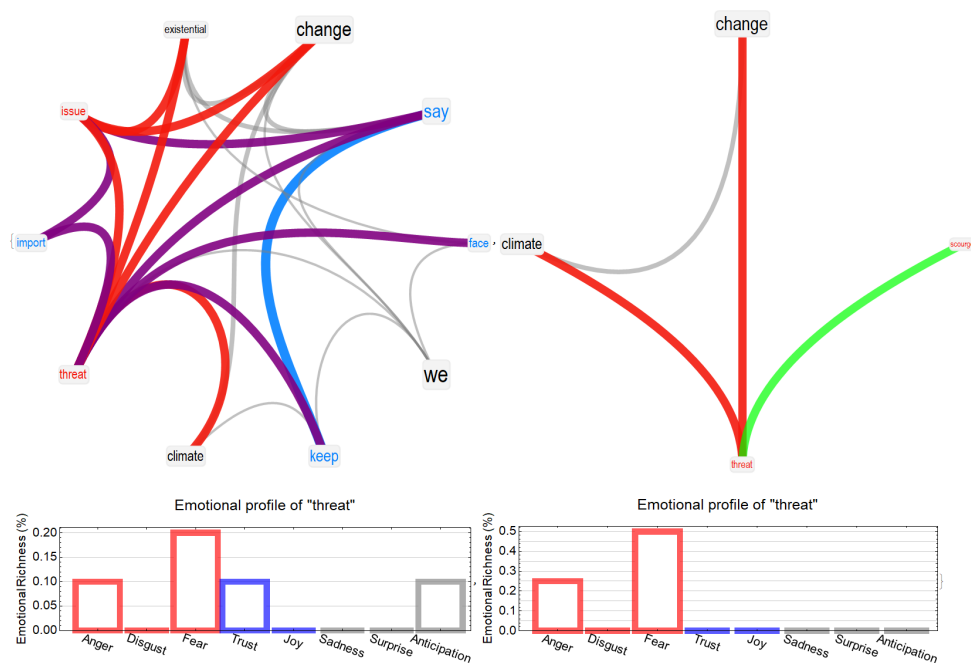 existential
change
issue
say
{
import
face
,
threat
we
climate
keep
change
climate
scourge
threat
Emotional profile of "threat"
Emotional Richness (%)
0.20
0.15
0.10
0.05
0.00
Anger
Disgust
Fear
Trust
Joy
Sadness
Surprise
Anticipation
,
Emotional profile of "threat"
Emotional Richness (%)
0.5
0.4
0.3
0.2
0.1
0.0
Anger
Disgust
Fear
Trust
Joy
Sadness
Surprise
Anticipation
}